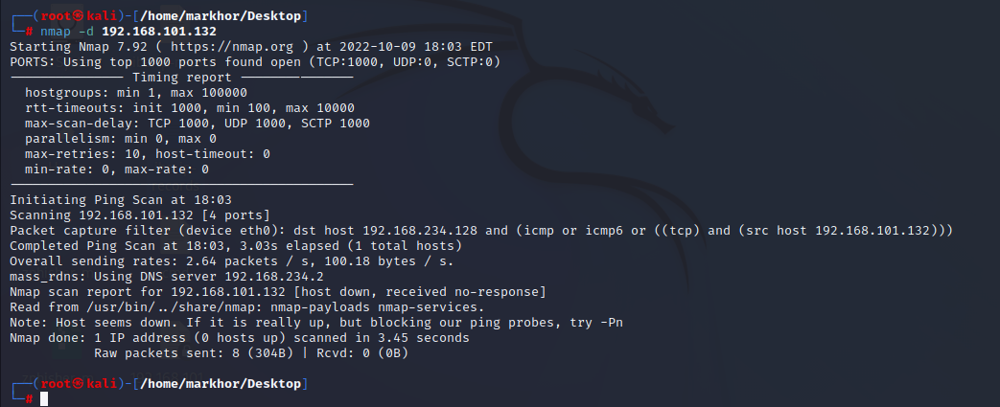 ┌──(root㉿kali)-[/home/markhor/Desktop]
└─# nmap -d 192.168.101.132
Starting Nmap 7.92 ( https://nmap.org ) at 2022-10-09 18:03 EDT
PORTS: Using top 1000 ports found open (TCP:1000, UDP:0, SCTP:0)
--------------- Timing report ---------------
  hostgroups: min 1, max 100000
  rtt-timeouts: init 1000, min 100, max 10000
  max-scan-delay: TCP 1000, UDP 1000, SCTP 1000
  parallelism: min 0, max 0
  max-retries: 10, host-timeout: 0
  min-rate: 0, max-rate: 0
---------------------------------------------
Initiating Ping Scan at 18:03
Scanning 192.168.101.132 [4 ports]
Packet capture filter (device eth0): dst host 192.168.234.128 and (icmp or icmp6 or ((tcp) and (src host 192.168.101.132)))
Completed Ping Scan at 18:03, 3.03s elapsed (1 total hosts)
Overall sending rates: 2.64 packets / s, 100.18 bytes / s.
mass_rdns: Using DNS server 192.168.234.2
Nmap scan report for 192.168.101.132 [host down, received no-response]
Read from /usr/bin/../share/nmap: nmap-payloads nmap-services.
Note: Host seems down. If it is really up, but blocking our ping probes, try -Pn
Nmap done: 1 IP address (0 hosts up) scanned in 3.45 seconds
           Raw packets sent: 8 (304B) | Rcvd: 0 (0B)
┌──(root㉿kali)-[/home/markhor/Desktop]
└─#